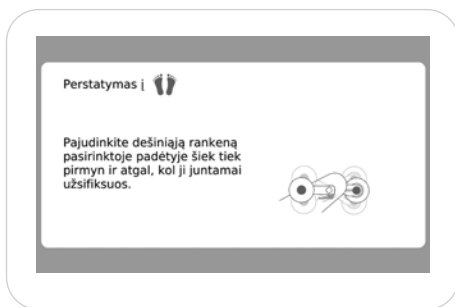 Perstatymas į
Pajudinkite dešiniąją rankeną
pasirinktoje padėtyje šiek tiek
pirmyn ir atgal, kol ji juntamai
užsifiksuos.